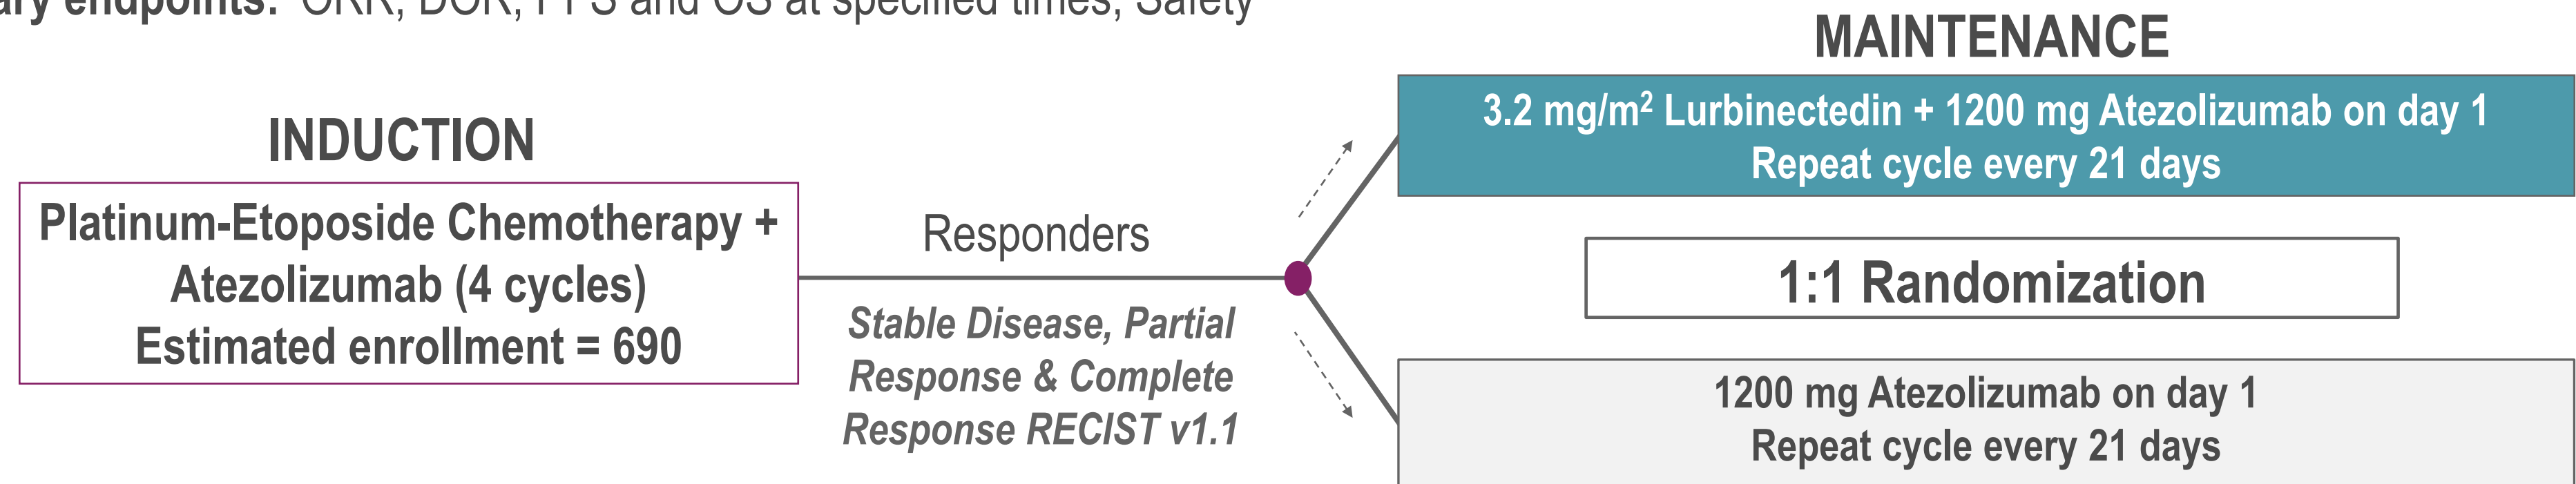 ary endpoints: ORR, DOR, PFS and OS at specified times, Safety
MAINTENANCE
INDUCTION
3.2 mg/m² Lurbinectedin + 1200 mg Atezolizumab on day 1
Repeat cycle every 21 days
Platinum-Etoposide Chemotherapy +
Atezolizumab (4 cycles)
Estimated enrollment = 690
Responders
Stable Disease, Partial
Response & Complete
Response RECIST v1.1
1:1 Randomization
1200 mg Atezolizumab on day 1
Repeat cycle every 21 days